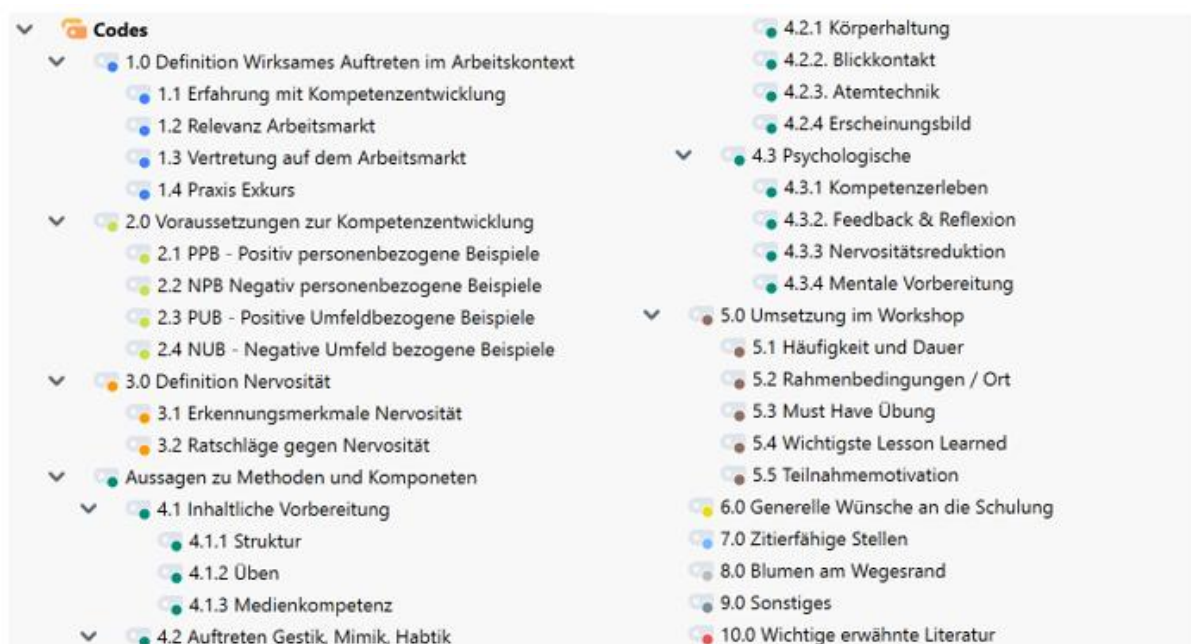 Codes
1.0 Definition Wirksames Auftreten im Arbeitskontext
1.1 Erfahrung mit Kompetenzentwicklung
1.2 Relevanz Arbeitsmarkt
1.3 Vertretung auf dem Arbeitsmarkt
1.4 Praxis Exkurs
2.0 Voraussetzungen zur Kompetenzentwicklung
2.1 PPB - Positiv personenbezogene Beispiele
2.2 NPB Negativ personenbezogene Beispiele
2.3 PUB - Positive Umfeldbezogene Beispiele
2.4 NUB - Negative Umfeld bezogene Beispiele
3.0 Definition Nervosität
3.1 Erkennungsmerkmale Nervosität
3.2 Ratschläge gegen Nervosität
Aussagen zu Methoden und Komponeten
4.1 Inhaltliche Vorbereitung
4.1.1 Struktur
4.1.2 Üben
4.1.3 Medienkompetenz
4.2 Auftreten Gestik, Mimik, Habtik
4.2.1 Körperhaltung
4.2.2. Blickkontakt
4.2.3. Atemtechnik
4.2.4 Erscheinungsbild
4.3 Psychologische
4.3.1 Kompetenzerleben
4.3.2. Feedback & Reflexion
4.3.3 Nervositätsreduktion
4.3.4 Mentale Vorbereitung
5.0 Umsetzung im Workshop
5.1 Häufigkeit und Dauer
5.2 Rahmenbedingungen / Ort
5.3 Must Have Übung
5.4 Wichtigste Lesson Learned
5.5 Teilnahmemotivation
6.0 Generelle Wünsche an die Schulung
7.0 Zitierfähige Stellen
8.0 Blumen am Wegesrand
9.0 Sonstiges
10.0 Wichtige erwähnte Literatur